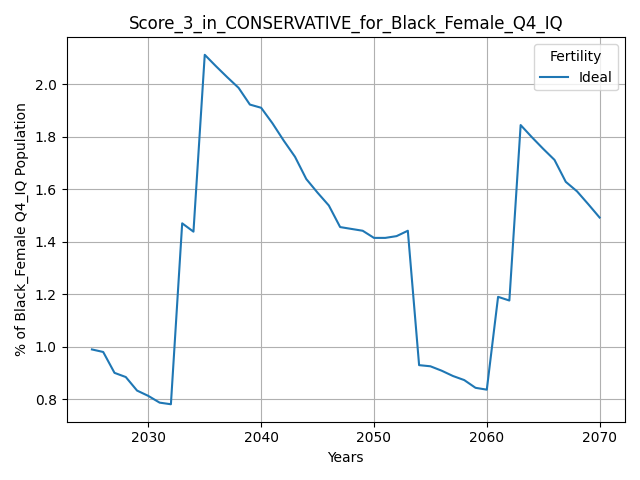 Score_3_in_CONSERVATIVE_for_Black_Female_Q4_IQ
Fertility
Ideal
% of Black_Female Q4_IQ Population
2.0
1.8
1.6
1.4
1.2
1.0
0.8
2030
2040
2050
2060
2070
Years